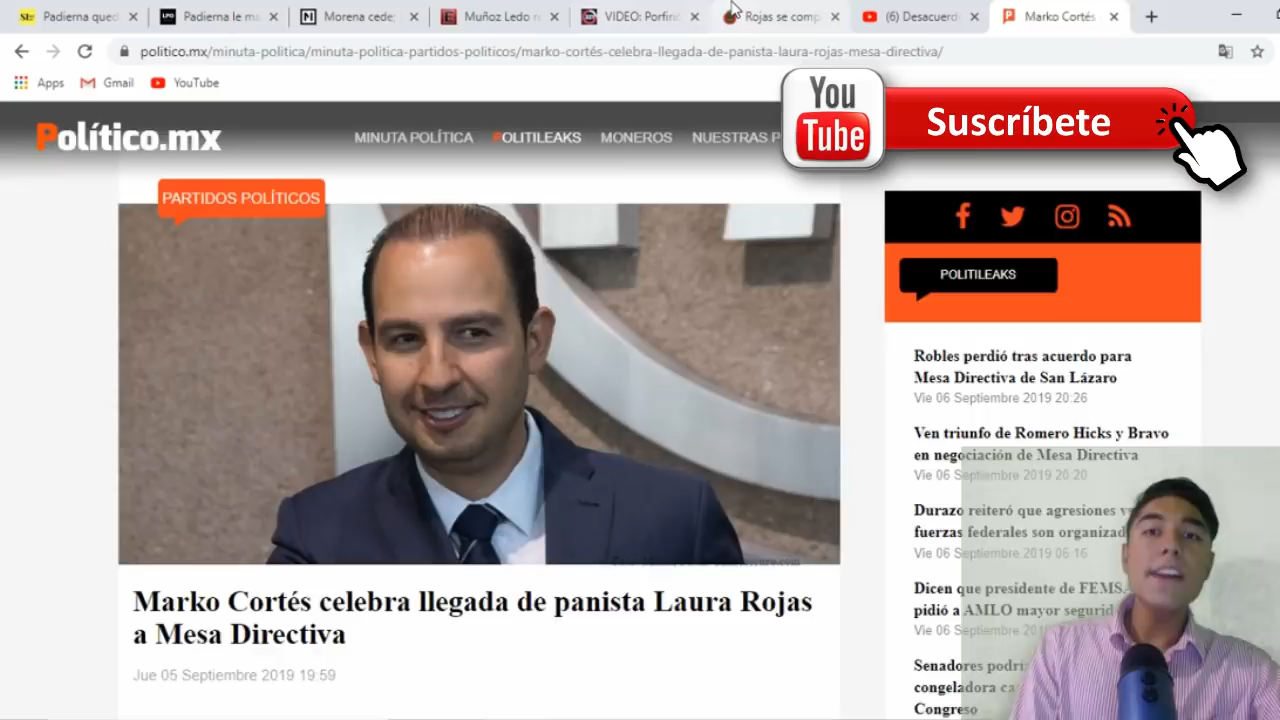 Padierna qued
Padierna le ma
Morena cede
Muñoz Ledo r
VIDEO: Porfiri
Rojas se comp
(6) Desacuerd
Marko Cortés
politico.mx/minuta-politica/minuta-politica-partidos-politicos/marko-cortés-celebra-llegada-de-panista-laura-rojas-mesa-directiva/
Apps
Gmail
YouTube
You
Tube
Suscríbete
Político.mx
MINUTA POLÍTICA
POLITILEAKS
MONEROS
NUESTRAS P
PARTIDOS POLÍTICOS
Marko Cortés celebra llegada de panista Laura Rojas
a Mesa Directiva
Jue 05 Septiembre 2019 19:59
POLITILEAKS
Robles perdió tras acuerdo para
Mesa Directiva de San Lázaro
Vie 06 Septiembre 2019 20:26
Ven triunfo de Romero Hicks y Bravo
en negociación de Mesa Directiva
Vie 06 Septiembre 2019 20:20
Durazo reiteró que agresiones
fuerzas federales son organizad
Vie 06 Septiembre 2019 06:16
Dicen que presidente de FEMSA
pidió a AMLO mayor segurid
Vie 06 Septiembre 20
Senadores podrí
congeladora ca
Congreso